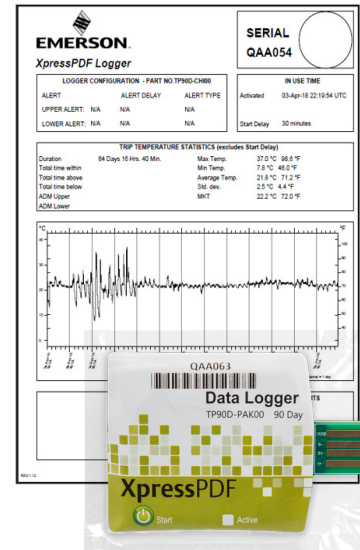 EMERSON.
SERIAL
QAA054
XpressPDF Logger
LOGGER CONFIGURATION - PART NO.TP90D-CHI00
ALERT ALERT DELAY ALERT TYPE
UPPER ALERT: N/A N/A N/A
LOWER ALERT: N/A N/A N/A
IN USE TIME
Activated 03-Apr-18 22:19:54 UTC
Start Delay 30 minutes
TRIP TEMPERATURE STATISTICS (excludes Start Delay)
Duration 64 Days 16 Hrs. 40 Min. Max Temp. 37.0 °C 98.6 °F
Total time within Min Temp. 7.8 °C 46.0 °F
Total time above Average Temp. 21.8 °C 71.2 °F
Total time below Std. dev. 2.5 °C 4.4 °F
ADM Upper MKT 22.2 °C 72.0 °F
ADM Lower
°C °F
QAA063
Data Logger
TP90D-PAK00 90 Day
XpressPDF
Start Active